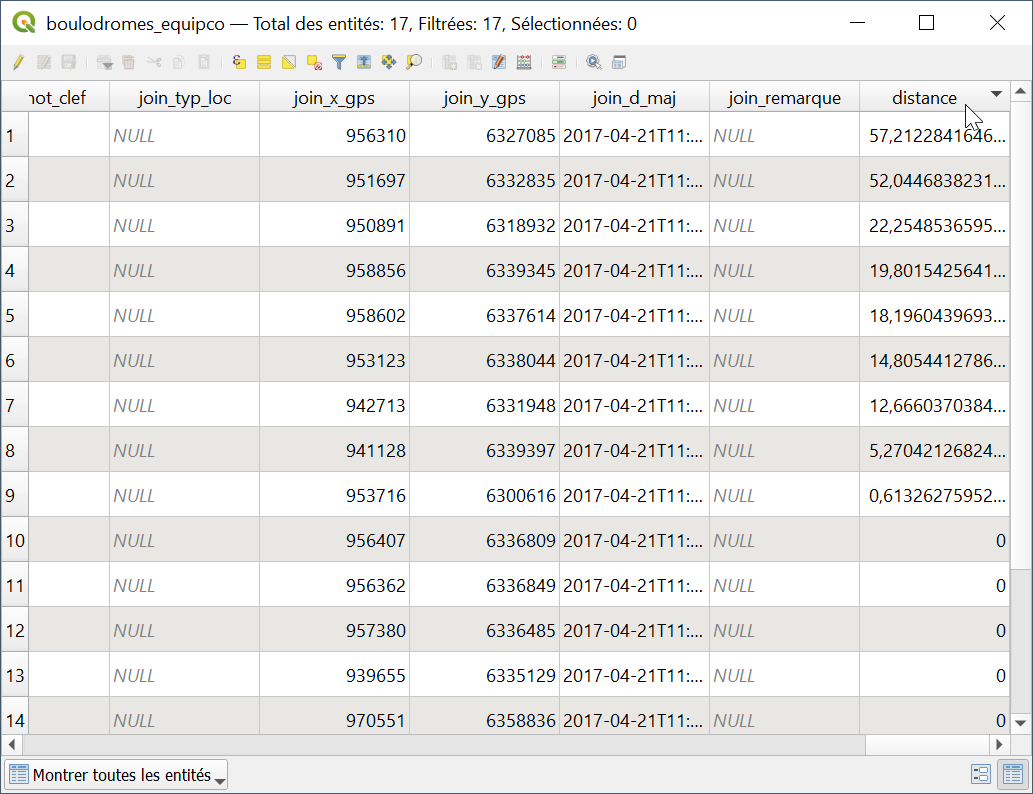 boulodromes_equipco — Total des entités: 17, Filtrées: 17, Sélectionnées: 0
not_clef join_typ_loc join_x_gps join_y_gps join_d_maj join_remarque distance
1 NULL 956310 6327085 2017-04-21T11:... NULL 57,2122841646...
2 NULL 951697 6332835 2017-04-21T11:... NULL 52,0446838231...
3 NULL 950891 6318932 2017-04-21T11:... NULL 22,2548536595...
4 NULL 958856 6339345 2017-04-21T11:... NULL 19,8015425641...
5 NULL 958602 6337614 2017-04-21T11:... NULL 18,1960439693...
6 NULL 953123 6338044 2017-04-21T11:... NULL 14,8054412786...
7 NULL 942713 6331948 2017-04-21T11:... NULL 12,6660370384...
8 NULL 941128 6339397 2017-04-21T11:... NULL 5,27042126824...
9 NULL 953716 6300616 2017-04-21T11:... NULL 0,61326275952...
10 NULL 956407 6336809 2017-04-21T11:... NULL 0
11 NULL 956362 6336849 2017-04-21T11:... NULL 0
12 NULL 957380 6336485 2017-04-21T11:... NULL 0
13 NULL 939655 6335129 2017-04-21T11:... NULL 0
14 NULL 970551 6358836 2017-04-21T11:... NULL 0
Montrer toutes les entités